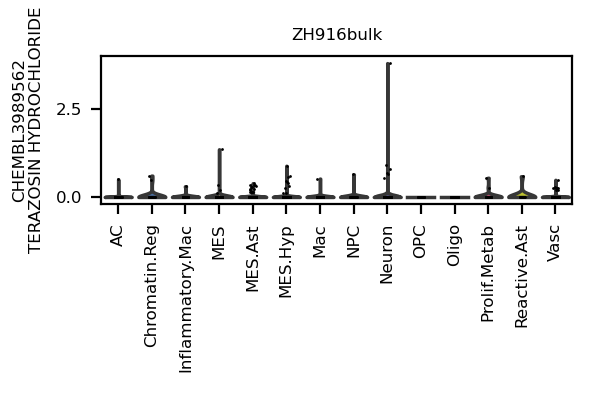 ZH916bulk
CHEMBL3989562
TERAZOSIN HYDROCHLORIDE
2.5
0.0
AC
Chromatin.Reg
Inflammatory.Mac
MES
MES.Ast
MES.Hyp
Mac
NPC
Neuron
OPC
Oligo
Prolif.Metab
Reactive.Ast
Vasc